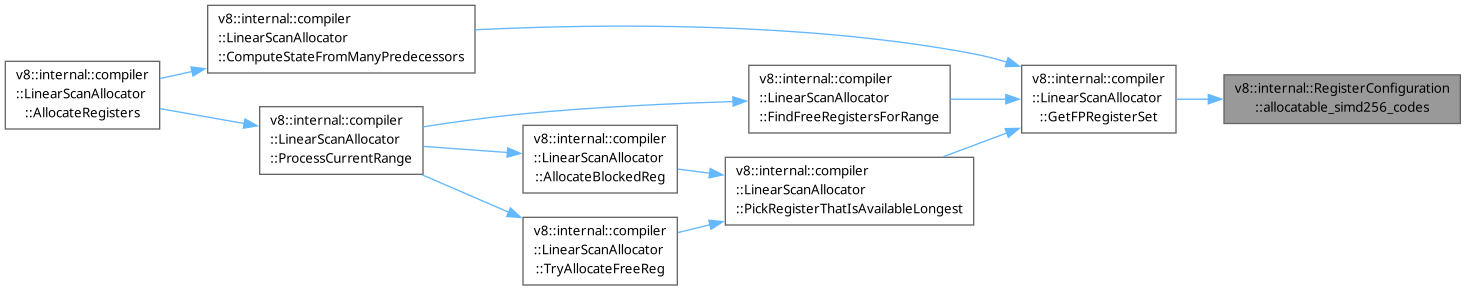 v8::internal::compiler
::LinearScanAllocator
::AllocateRegisters
v8::internal::compiler
::LinearScanAllocator
::ComputeStateFromManyPredecessors
v8::internal::compiler
::LinearScanAllocator
::ProcessCurrentRange
v8::internal::compiler
::LinearScanAllocator
::AllocateBlockedReg
v8::internal::compiler
::LinearScanAllocator
::TryAllocateFreeReg
v8::internal::compiler
::LinearScanAllocator
::FindFreeRegistersForRange
v8::internal::compiler
::LinearScanAllocator
::PickRegisterThatIsAvailableLongest
v8::internal::compiler
::LinearScanAllocator
::GetFPRegisterSet
v8::internal::RegisterConfiguration
::allocatable_simd256_codes